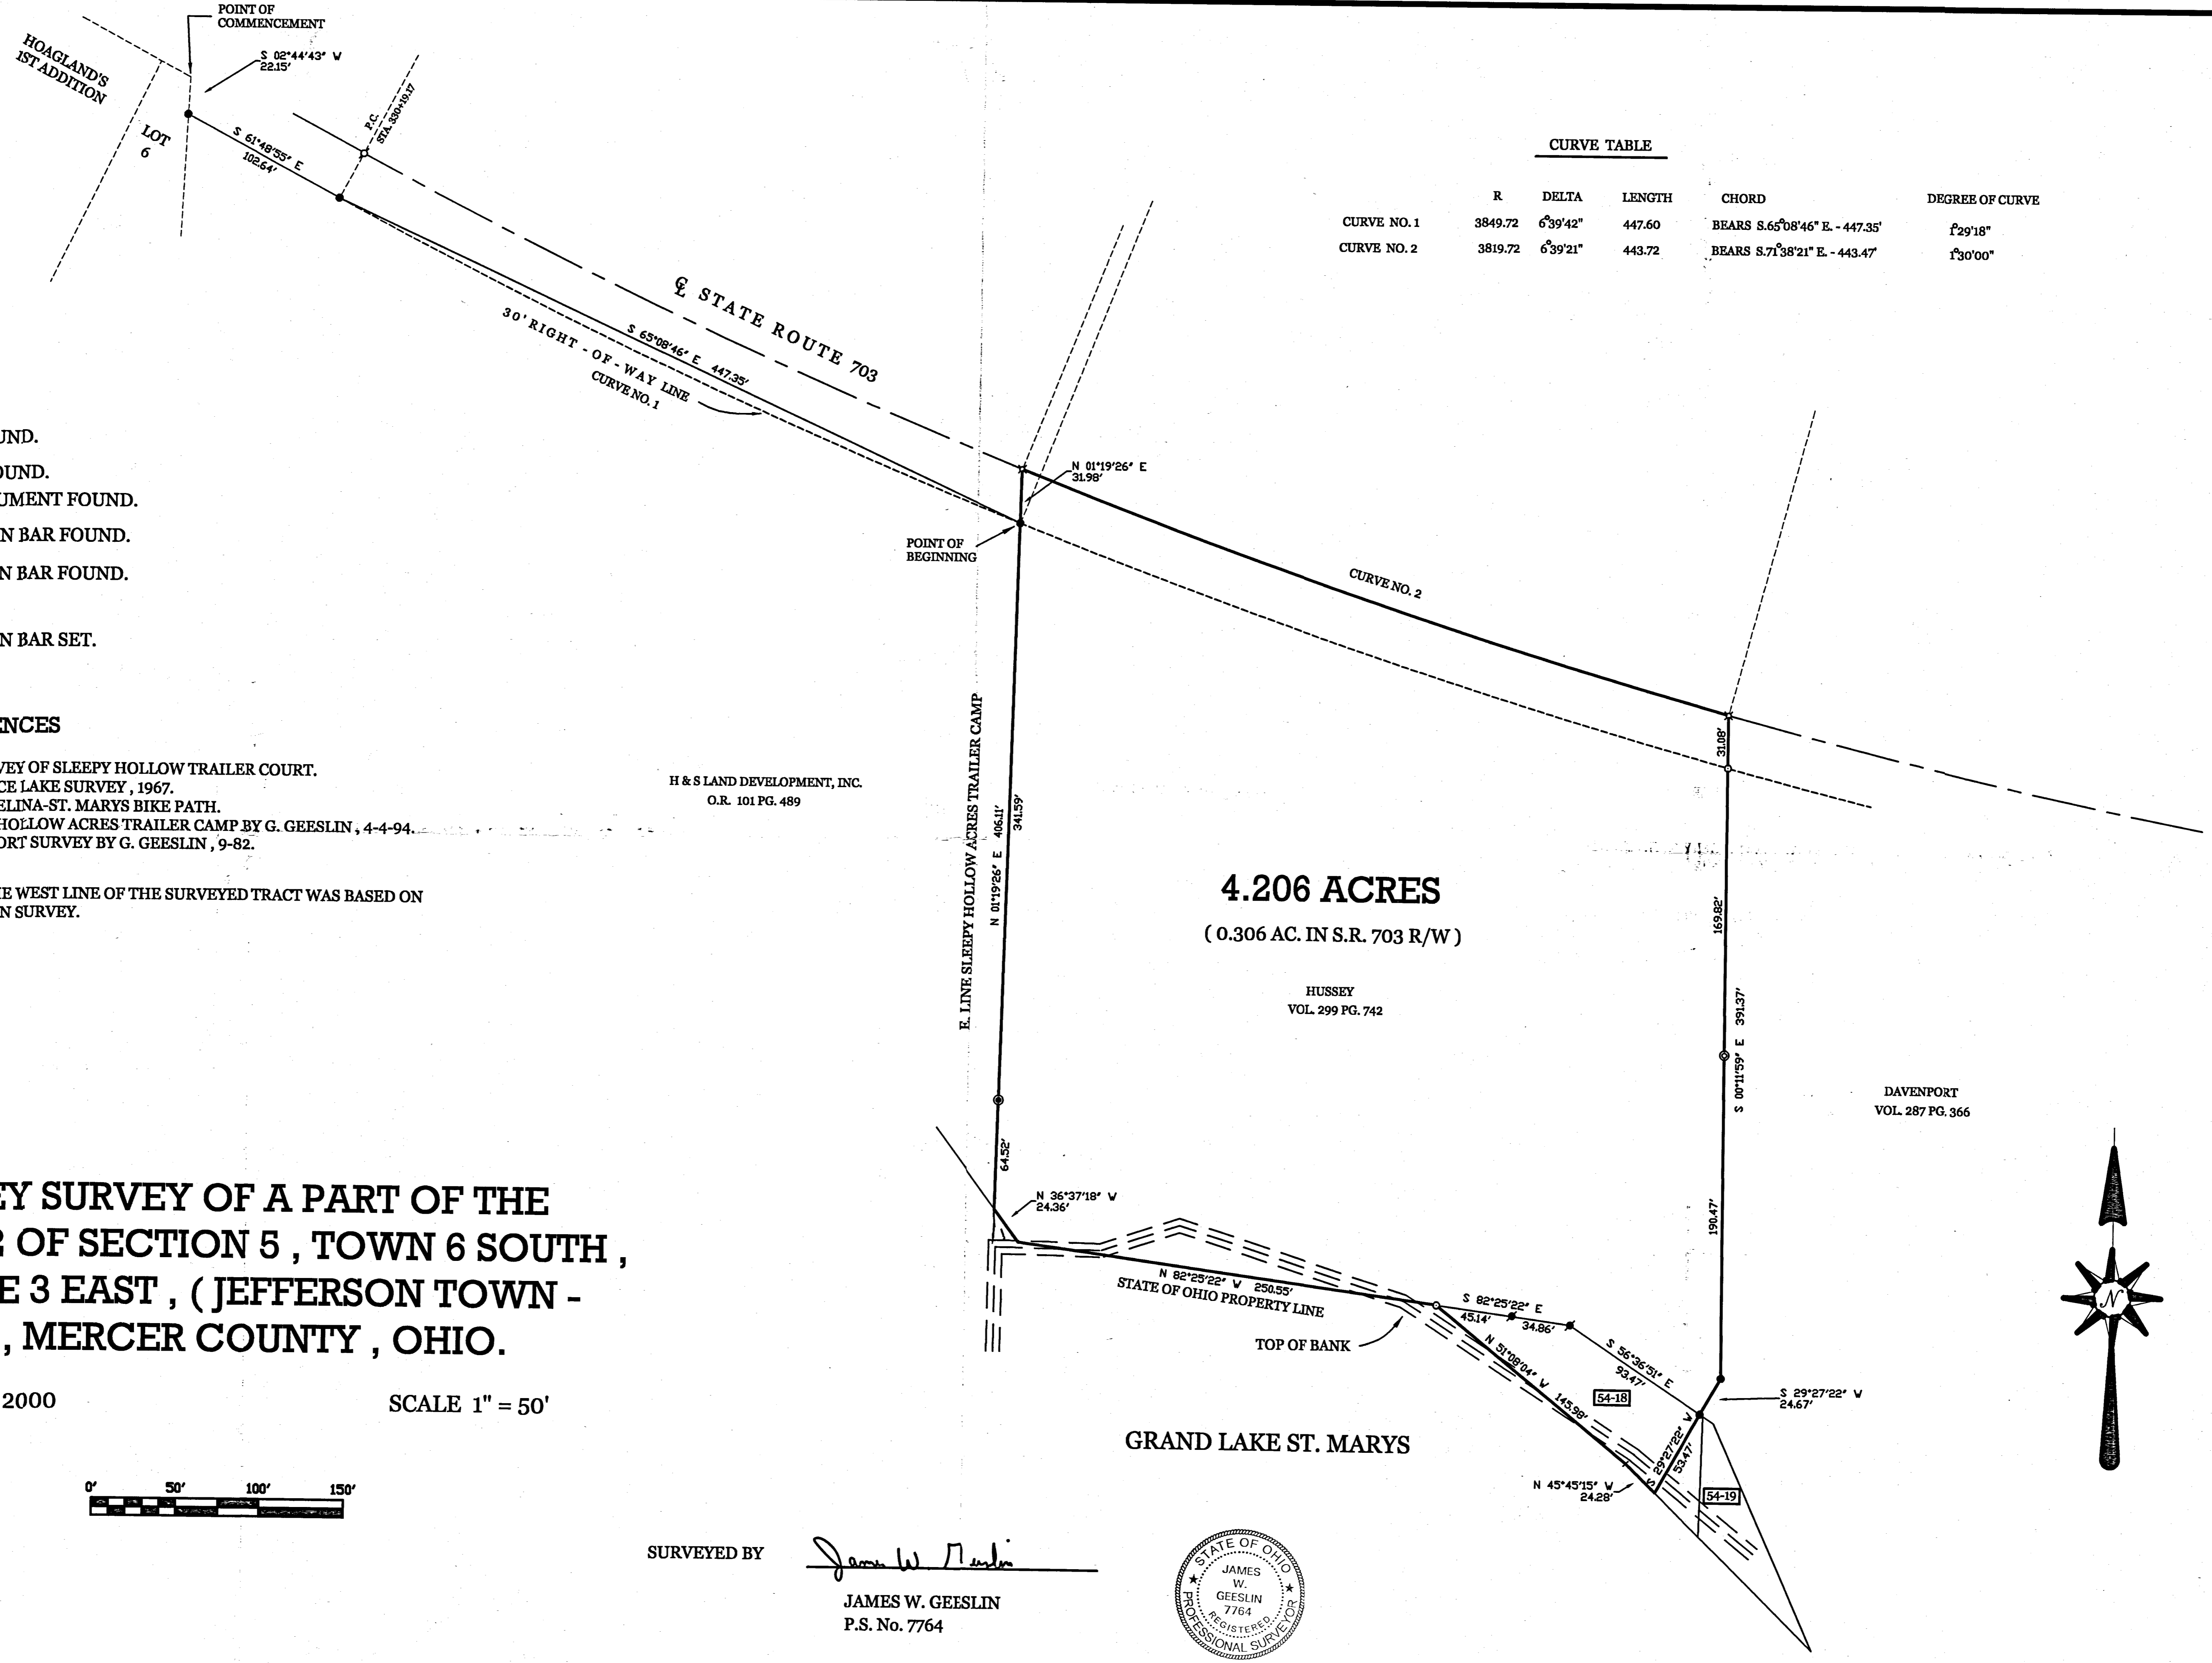 POINT OF
COMMENCEMENT
HOAGLAND'S
1ST ADDITION
S 02°44'43" W
22.15'
LOT
6
S 61°48'55" E
102.64'
P.C.
STA. 330+19.17
CURVE TABLE
R DELTA LENGTH CHORD DEGREE OF CURVE
CURVE NO. 1 3849.72 6°39'42" 447.60 BEARS S.65°08'46" E. - 447.35' 1°29'18"
CURVE NO. 2 3819.72 6°39'21" 443.72 BEARS S.71°38'21" E. - 443.47' 1°30'00"
℄ STATE ROUTE 703
S 65°08'46" E 447.35'
30' RIGHT - OF - WAY LINE
CURVE NO. 1
UND.
OUND.
UMENT FOUND.
N BAR FOUND.
N BAR FOUND.
N BAR SET.
N 01°19'26" E
31.98'
POINT OF
BEGINNING
CURVE NO. 2
31.08'
ENCES
VEY OF SLEEPY HOLLOW TRAILER COURT.
CE LAKE SURVEY , 1967.
ELINA-ST. MARYS BIKE PATH.
HOLLOW ACRES TRAILER CAMP BY G. GEESLIN , 4-4-94.
ORT SURVEY BY G. GEESLIN , 9-82.
E WEST LINE OF THE SURVEYED TRACT WAS BASED ON
N SURVEY.
H & S LAND DEVELOPMENT, INC.
O.R. 101 PG. 489
E. LINE SLEEPY HOLLOW ACRES TRAILER CAMP
N 01°19'26" E 406.11'
341.59'
4.206 ACRES
( 0.306 AC. IN S.R. 703 R/W )
HUSSEY
VOL. 299 PG. 742
169.82'
S 00°11'59" E 391.37'
DAVENPORT
VOL. 287 PG. 366
64.52'
190.47'
N 36°37'18" W
24.36'
N 82°25'22" W 250.55'
STATE OF OHIO PROPERTY LINE
TOP OF BANK
S 82°25'22" E
45.14'
34.86'
S 56°36'51" E
93.47'
N 51°08'04" W 145.98'
54-18
S 29°27'22" W
24.67'
S 29°27'22" W
53.47'
N 45°45'15" W
24.28'
54-19
GRAND LAKE ST. MARYS
N
EY SURVEY OF A PART OF THE
2 OF SECTION 5 , TOWN 6 SOUTH ,
E 3 EAST , ( JEFFERSON TOWN -
, MERCER COUNTY , OHIO.
2000
SCALE 1" = 50'
0' 50' 100' 150'
SURVEYED BY
James W. Geeslin
JAMES W. GEESLIN
P.S. No. 7764
STATE OF OHIO
JAMES
W.
GEESLIN
7764
REGISTERED
PROFESSIONAL SURVEYOR